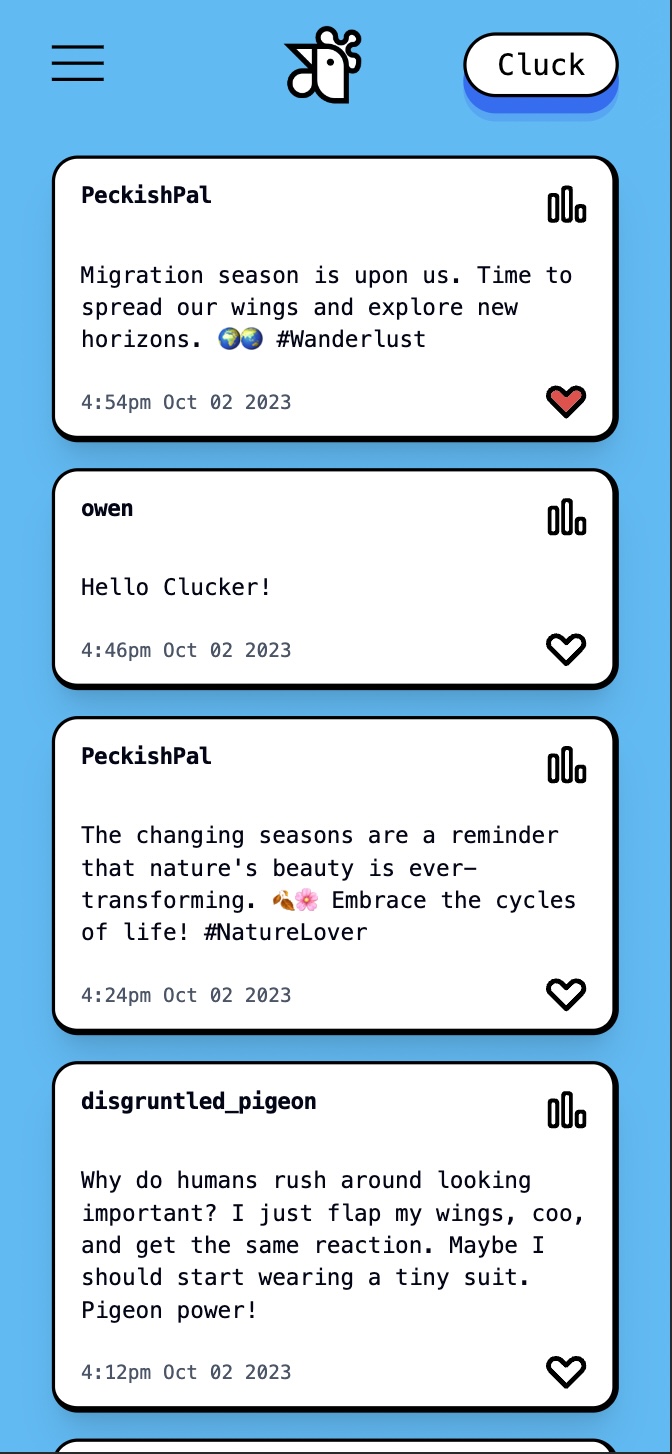 Cluck
PeckishPal
Migration season is upon us. Time to
spread our wings and explore new
horizons. 🌍🌏 #Wanderlust
4:54pm Oct 02 2023
owen
Hello Clucker!
4:46pm Oct 02 2023
PeckishPal
The changing seasons are a reminder
that nature's beauty is ever-
transforming. 🍂🌸 Embrace the cycles
of life! #NatureLover
4:24pm Oct 02 2023
disgruntled_pigeon
Why do humans rush around looking
important? I just flap my wings, coo,
and get the same reaction. Maybe I
should start wearing a tiny suit.
Pigeon power!
4:12pm Oct 02 2023